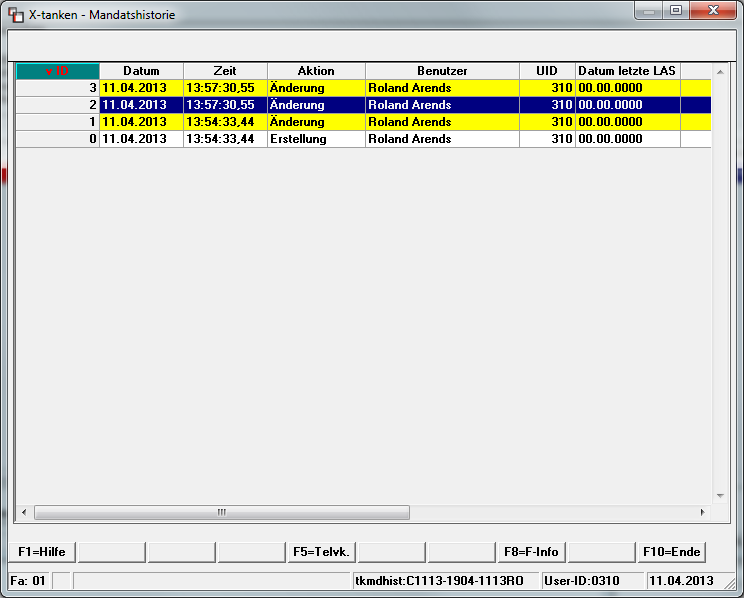 X-tanken - Mandatshistorie
ID Datum Zeit Aktion Benutzer UID Datum letzte LAS
3 11.04.2013 13:57:30,55 Änderung Roland Arends 310 00.00.0000
2 11.04.2013 13:57:30,55 Änderung Roland Arends 310 00.00.0000
1 11.04.2013 13:54:33,44 Änderung Roland Arends 310 00.00.0000
0 11.04.2013 13:54:33,44 Erstellung Roland Arends 310 00.00.0000
F1=Hilfe F5=Telvk. F8=F-Info F10=Ende
Fa: 01 tkmdhist:C1113-1904-1113RO User-ID:0310 11.04.2013